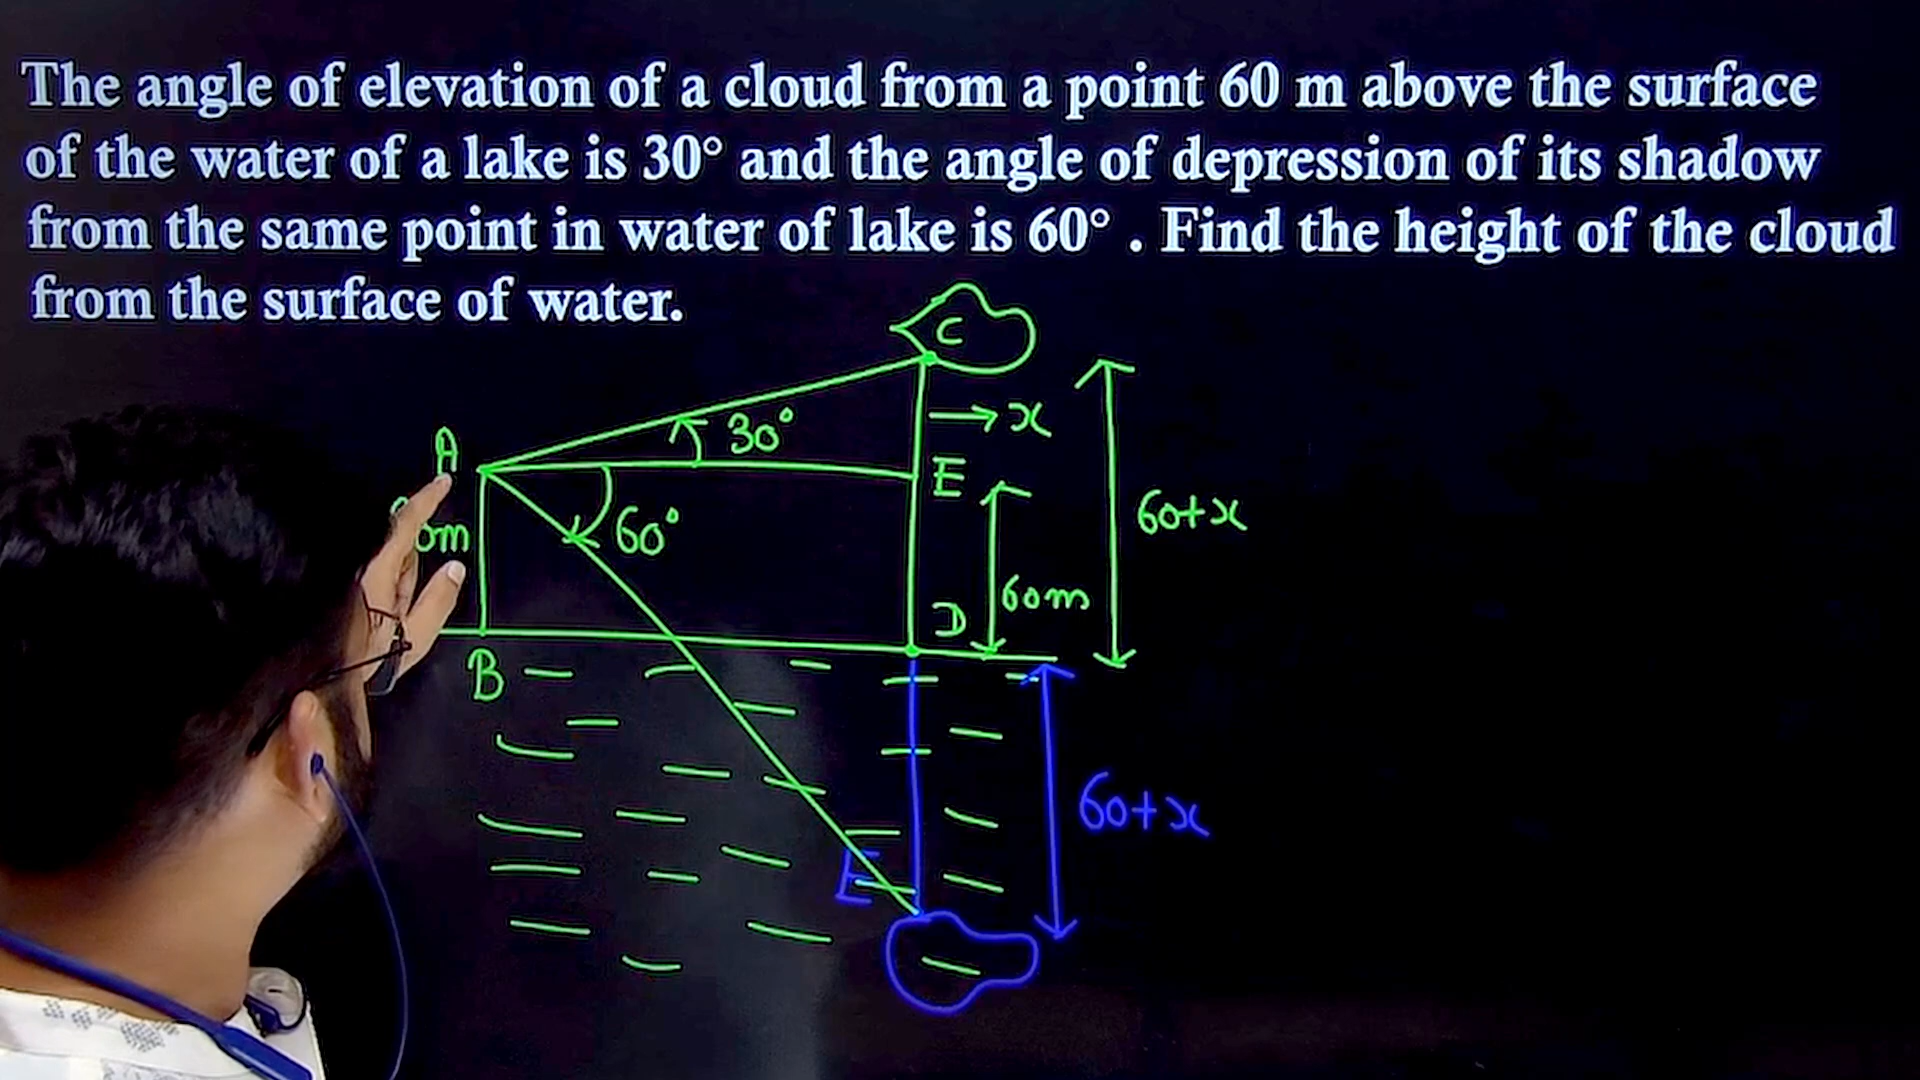 The angle of elevation of a cloud from a point 60 m above the surface
of the water of a lake is 30° and the angle of depression of its shadow
from the same point in water of lake is 60° . Find the height of the cloud
from the surface of water.
C
x
A
30°
E
60+x
60°
0m
60m
D
B
60+x
E